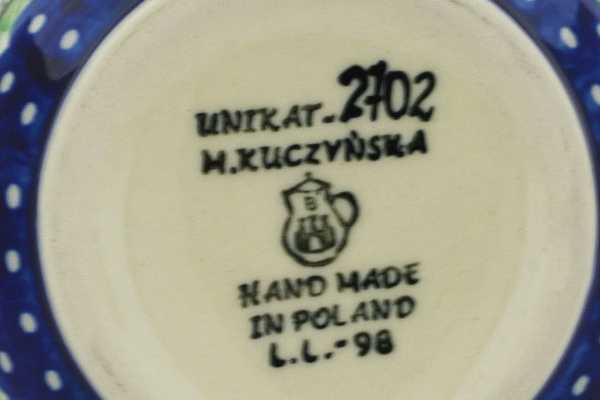 UNIKAT-2702
M.KUCZYŃSKA
B
HAND MADE
IN POLAND
L.L.-98